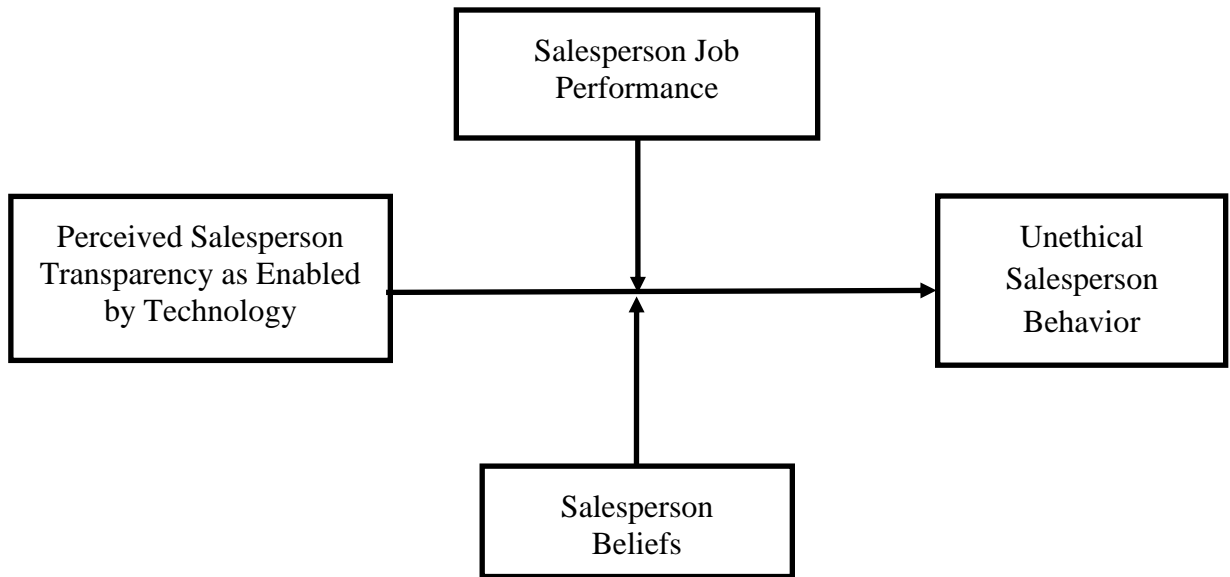 Salesperson Job
Performance
Perceived Salesperson
Transparency as Enabled
by Technology
Unethical
Salesperson
Behavior
Salesperson
Beliefs